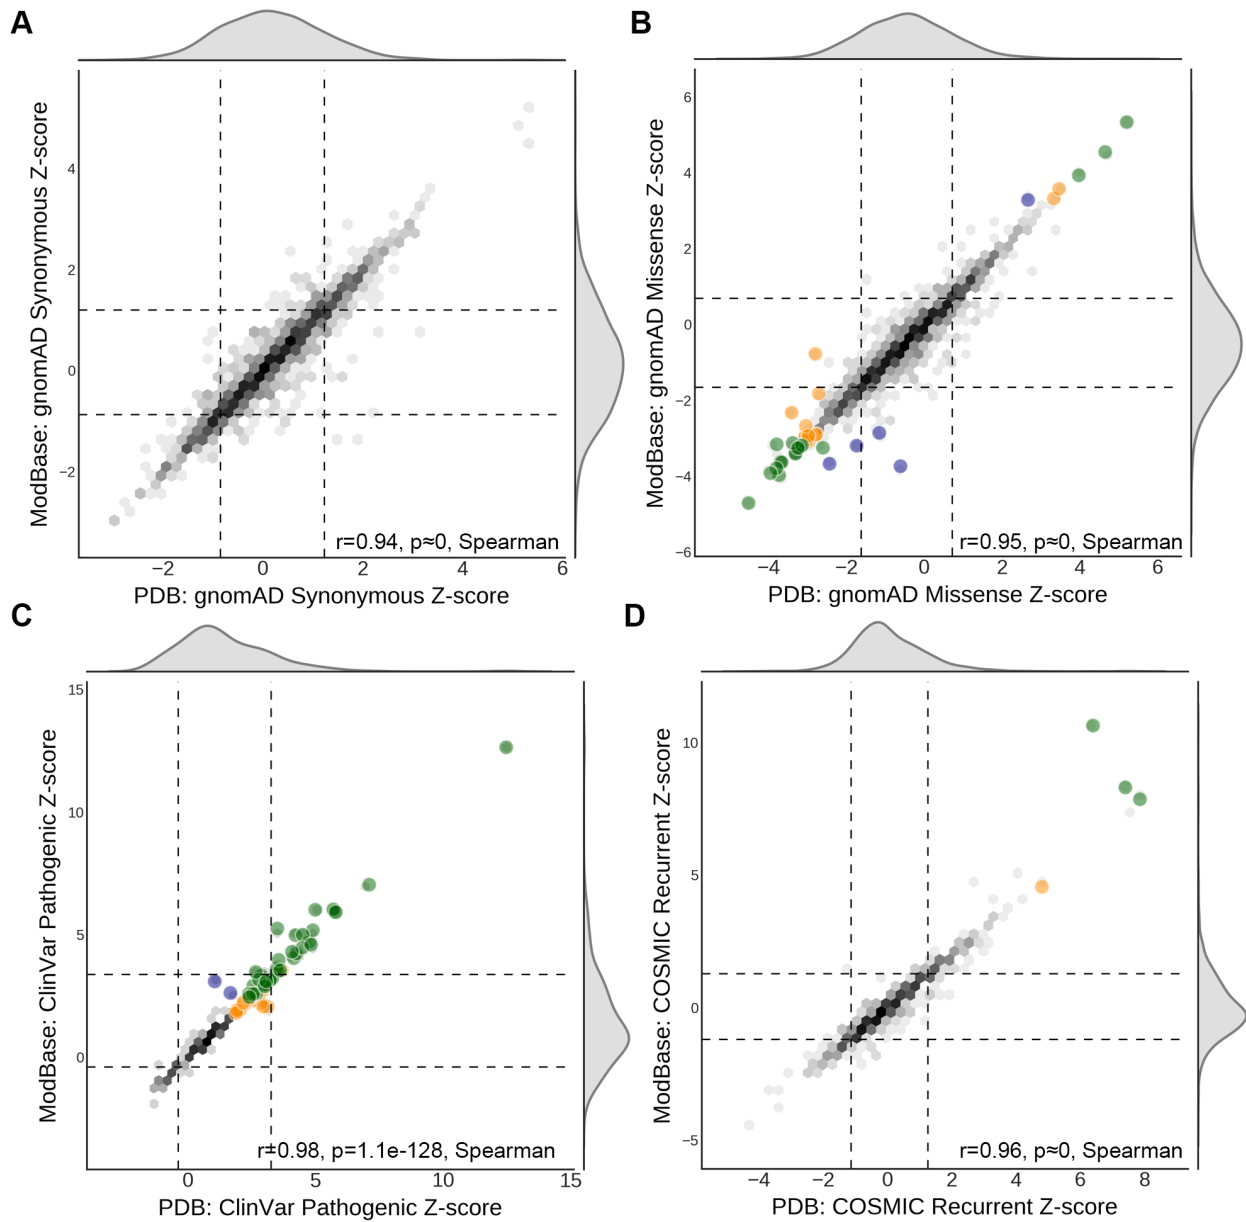 A
ModBase: gnomAD Synonymous Z-score
4
2
0
−2
r=0.94, p≈0, Spearman
−2 0 2 4 6
PDB: gnomAD Synonymous Z-score
B
ModBase: gnomAD Missense Z-score
6
4
2
0
−2
−4
−6
r=0.95, p≈0, Spearman
−4 −2 0 2 4 6
PDB: gnomAD Missense Z-score
C
ModBase: ClinVar Pathogenic Z-score
15
10
5
0
r=0.98, p=1.1e-128, Spearman
0 5 10 15
PDB: ClinVar Pathogenic Z-score
D
ModBase: COSMIC Recurrent Z-score
10
5
0
−5
r=0.96, p≈0, Spearman
−4 −2 0 2 4 6 8
PDB: COSMIC Recurrent Z-score